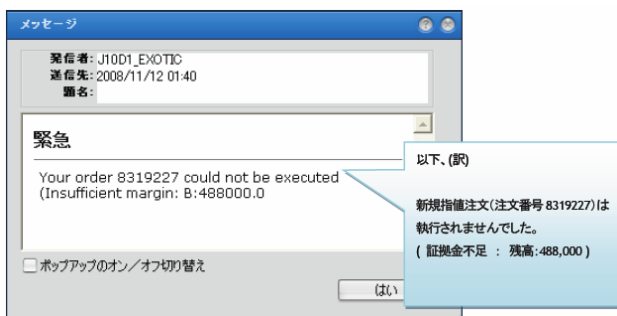 メッセージ
発信者: J10D1_EXOTIC
送信先: 2008/11/12 01:40
題名:
緊急
Your order 8319227 could not be executed
(Insufficient margin: B:488000.0
以下、(訳)
新規指値注文(注文番号 8319227)は
執行されませんでした。
( 証拠金不足 : 残高:488,000 )
ポップアップのオン/オフ切り替え
はい